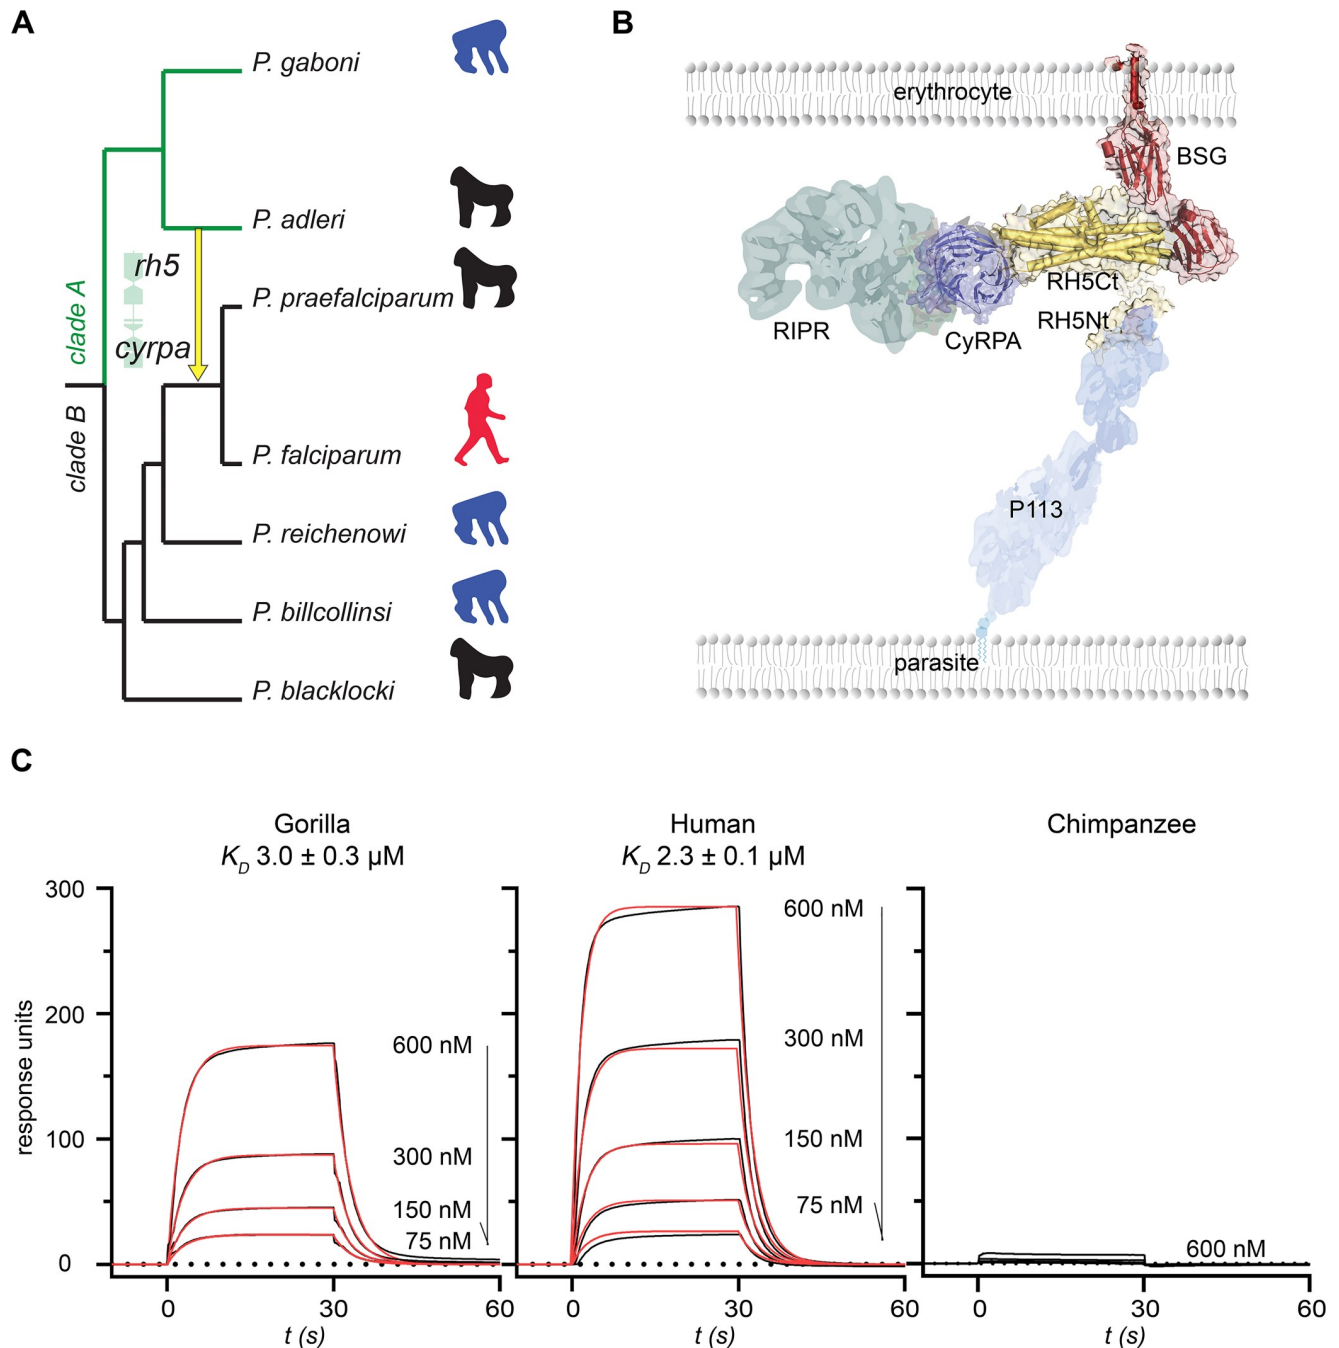 A
P. gaboni
P. adleri
rh5
cyrpa
P. praefalciparum
clade A
clade B
P. falciparum
P. reichenowi
P. billcollinsi
P. blacklocki
B
erythrocyte
BSG
RH5Ct
RH5Nt
RIPR
CyRPA
P113
parasite
C
Gorilla
K_D 3.0 ± 0.3 µM
Human
K_D 2.3 ± 0.1 µM
Chimpanzee
response units
300
200
100
0
600 nM
300 nM
150 nM
75 nM
0
30
60
t (s)
600 nM
300 nM
150 nM
75 nM
0
30
60
t (s)
600 nM
0
30
60
t (s)